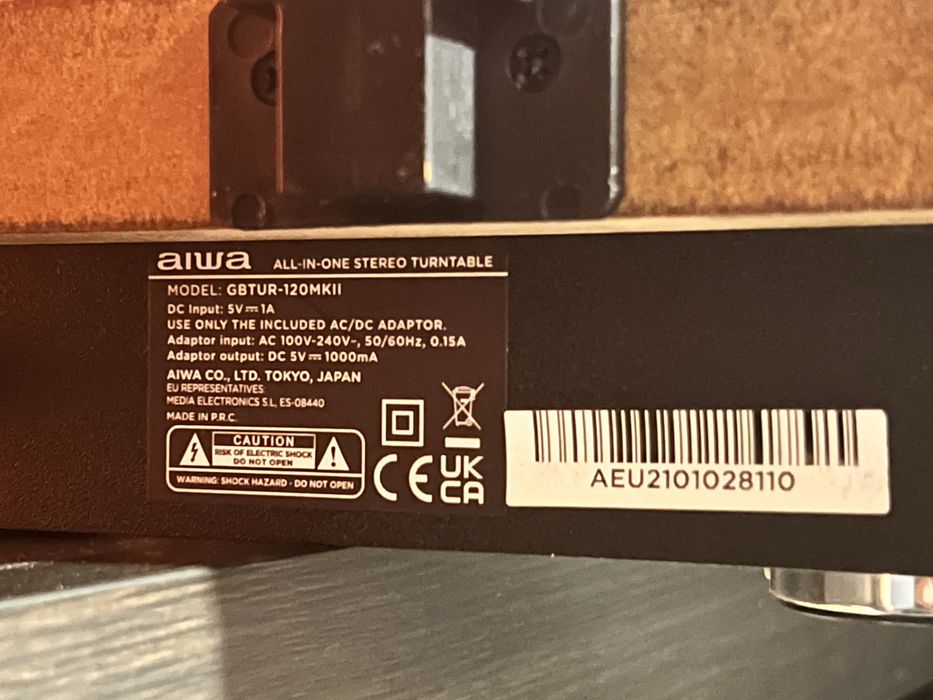 aiwa ALL-IN-ONE STEREO TURNTABLE
MODEL: GBTUR-120MKII
DC Input: 5V⎓1A
USE ONLY THE INCLUDED AC/DC ADAPTOR.
Adaptor input: AC 100V-240V~, 50/60Hz, 0.15A
Adaptor output: DC 5V⎓1000mA
AIWA CO., LTD. TOKYO, JAPAN
EU REPRESENTATIVES
MEDIA ELECTRONICS S.L, ES-08440
MADE IN P.R.C.
CAUTION
RISK OF ELECTRIC SHOCK
DO NOT OPEN
WARNING: SHOCK HAZARD - DO NOT OPEN
CE
UK
CA
AEU2101028110